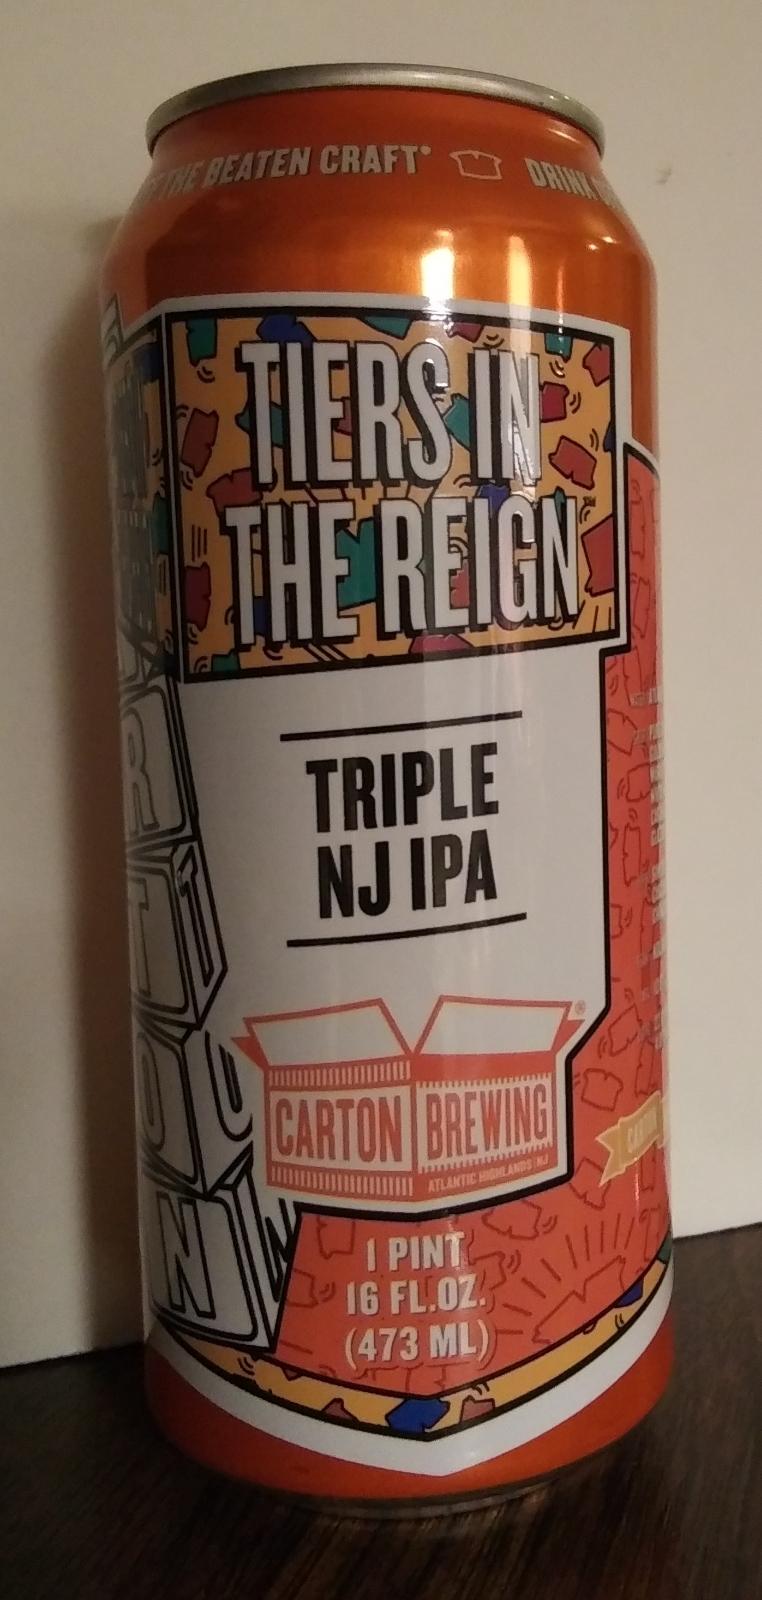 THE BEATEN CRAFT®
DRINK
TIERS IN
THE REIGN™
TRIPLE
NJ IPA
CARTON BREWING®
ATLANTIC HIGHLANDS NJ
1 PINT
16 FL.OZ.
(473 ML)